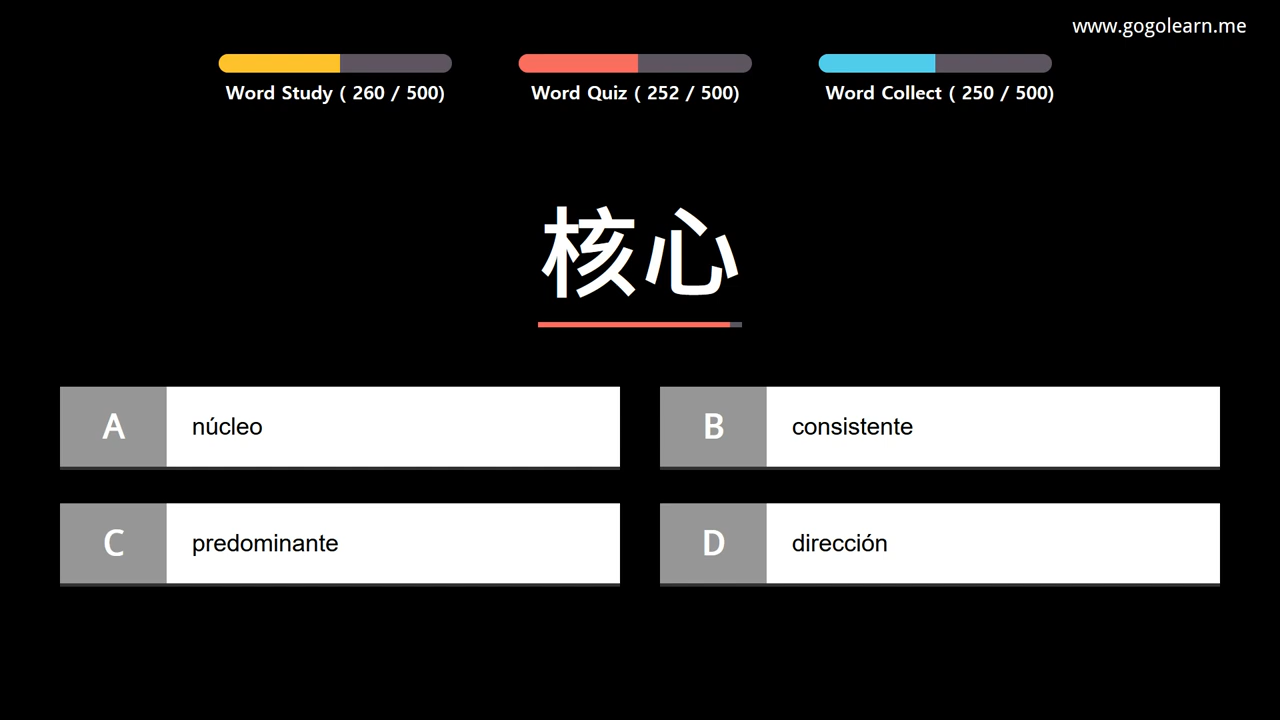 www.gogolearn.me
Word Study ( 260 / 500)
Word Quiz ( 252 / 500)
Word Collect ( 250 / 500)
核心
A núcleo
B consistente
C predominante
D dirección